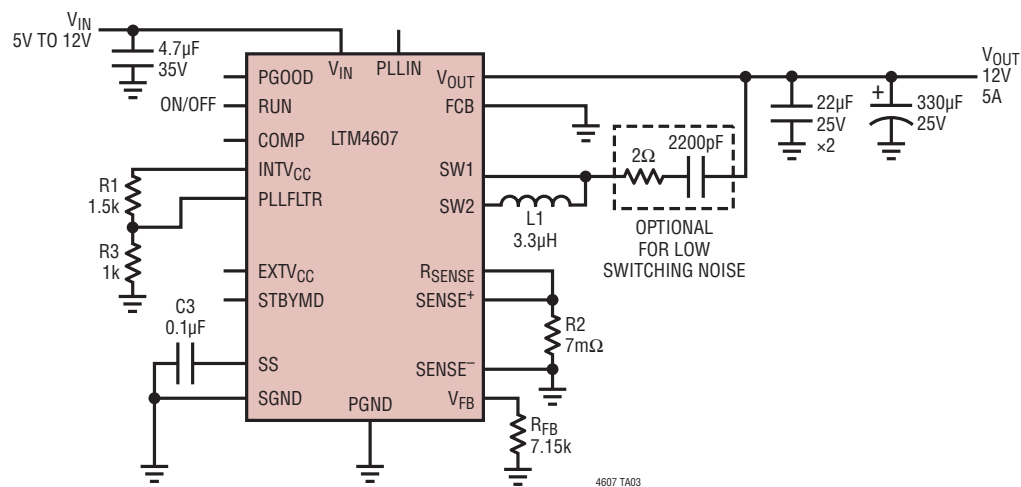 VIN
5V TO 12V
4.7µF
35V
VIN
PLLIN
PGOOD
RUN
COMP
INTVCC
PLLFLTR
EXTVCC
STBYMD
SS
SGND
ON/OFF
LTM4607
VOUT
FCB
SW1
SW2
RSENSE
SENSE+
SENSE−
VFB
PGND
R1
1.5k
R3
1k
C3
0.1µF
L1
3.3µH
2Ω
2200pF
OPTIONAL
FOR LOW
SWITCHING NOISE
R2
7mΩ
RFB
7.15k
22µF
25V
×2
+
330µF
25V
VOUT
12V
5A
4607 TA03